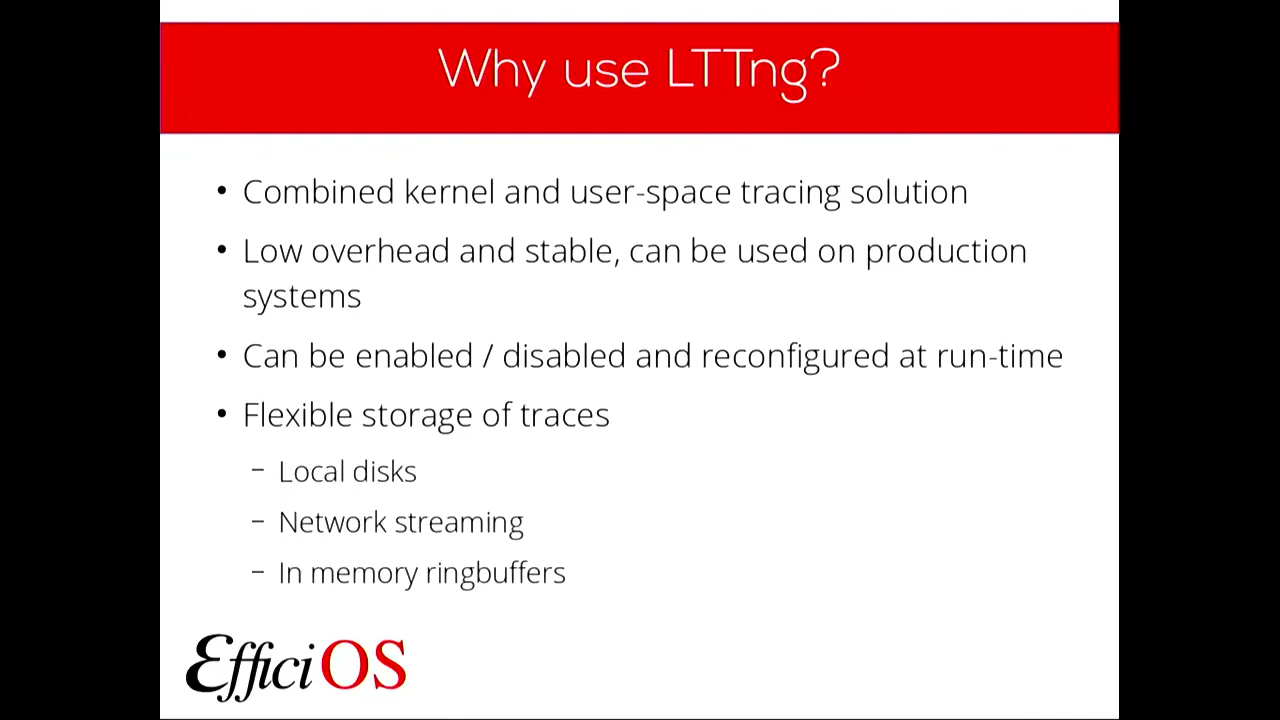 Why use LTTng?
• Combined kernel and user-space tracing solution
• Low overhead and stable, can be used on production
systems
• Can be enabled / disabled and reconfigured at run-time
• Flexible storage of traces
– Local disks
– Network streaming
– In memory ringbuffers
EfficiOS